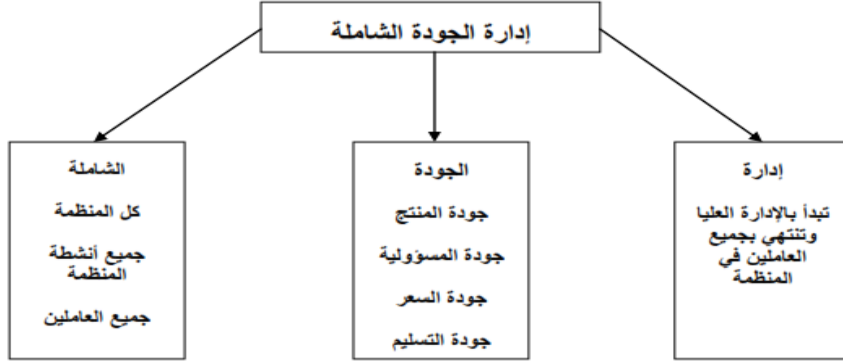 إدارة الجودة الشاملة
إدارة
تبدأ بالإدارة العليا
وتنتهي بجميع
العاملين في
المنظمة
الجودة
جودة المنتج
جودة المسؤولية
جودة السعر
جودة التسليم
الشاملة
كل المنظمة
جميع أنشطة
المنظمة
جميع العاملين